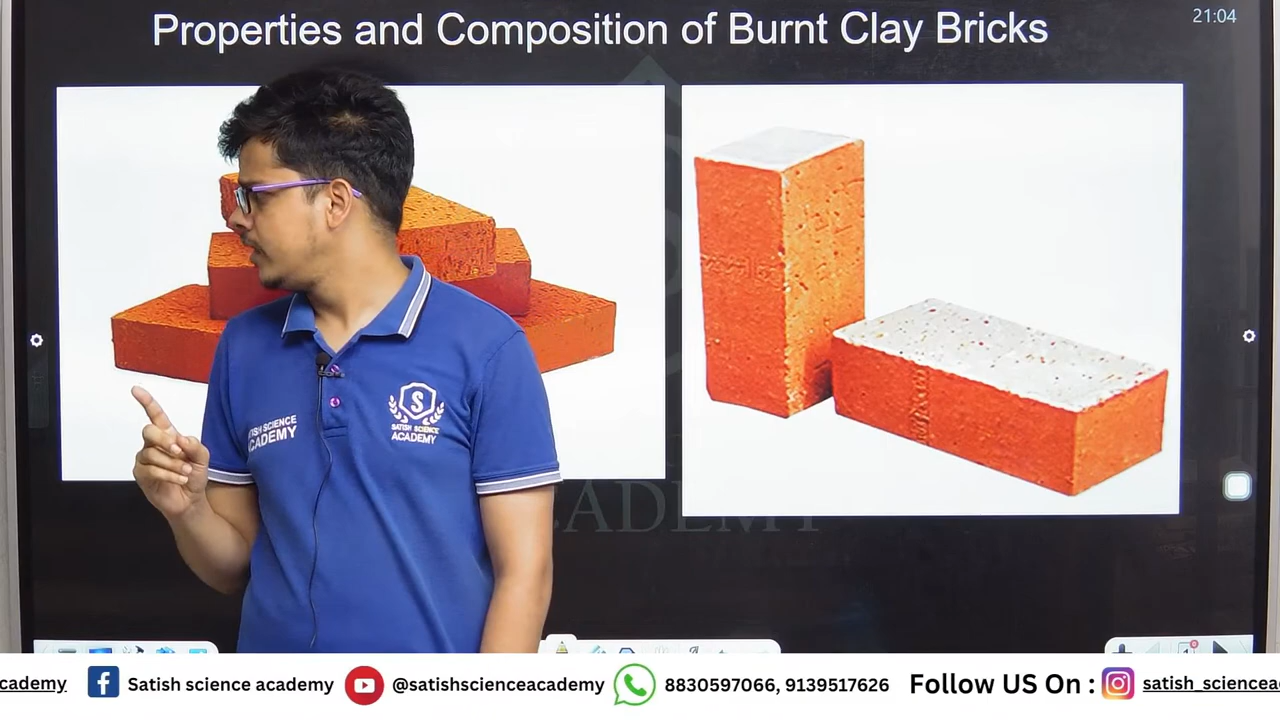 Properties and Composition of Burnt Clay Bricks
21:04
SATISH SCIENCE
ACADEMY
S
SATISH SCIENCE
ACADEMY
ACADEMY
cademy
Satish science academy
@satishscienceacademy
8830597066, 9139517626
Follow US On :
satish_scienceac